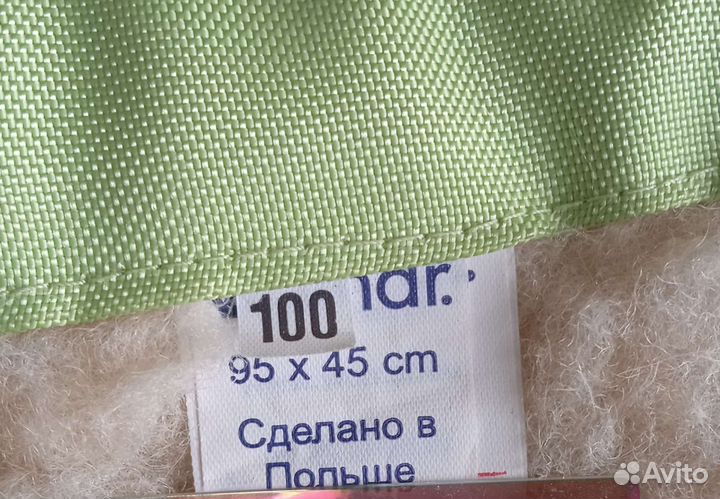 100
95 x 45 cm
Сделано в
Польше
Avito